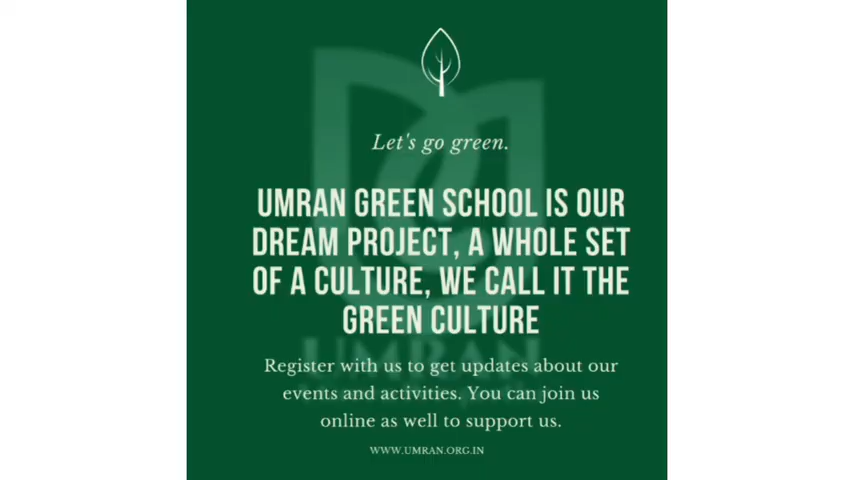 Let's go green.
UMRAN GREEN SCHOOL IS OUR
DREAM PROJECT, A WHOLE SET
OF A CULTURE, WE CALL IT THE
GREEN CULTURE
UMRAN
Register with us to get updates about our
events and activities. You can join us
online as well to support us.
WWW.UMRAN.ORG.IN